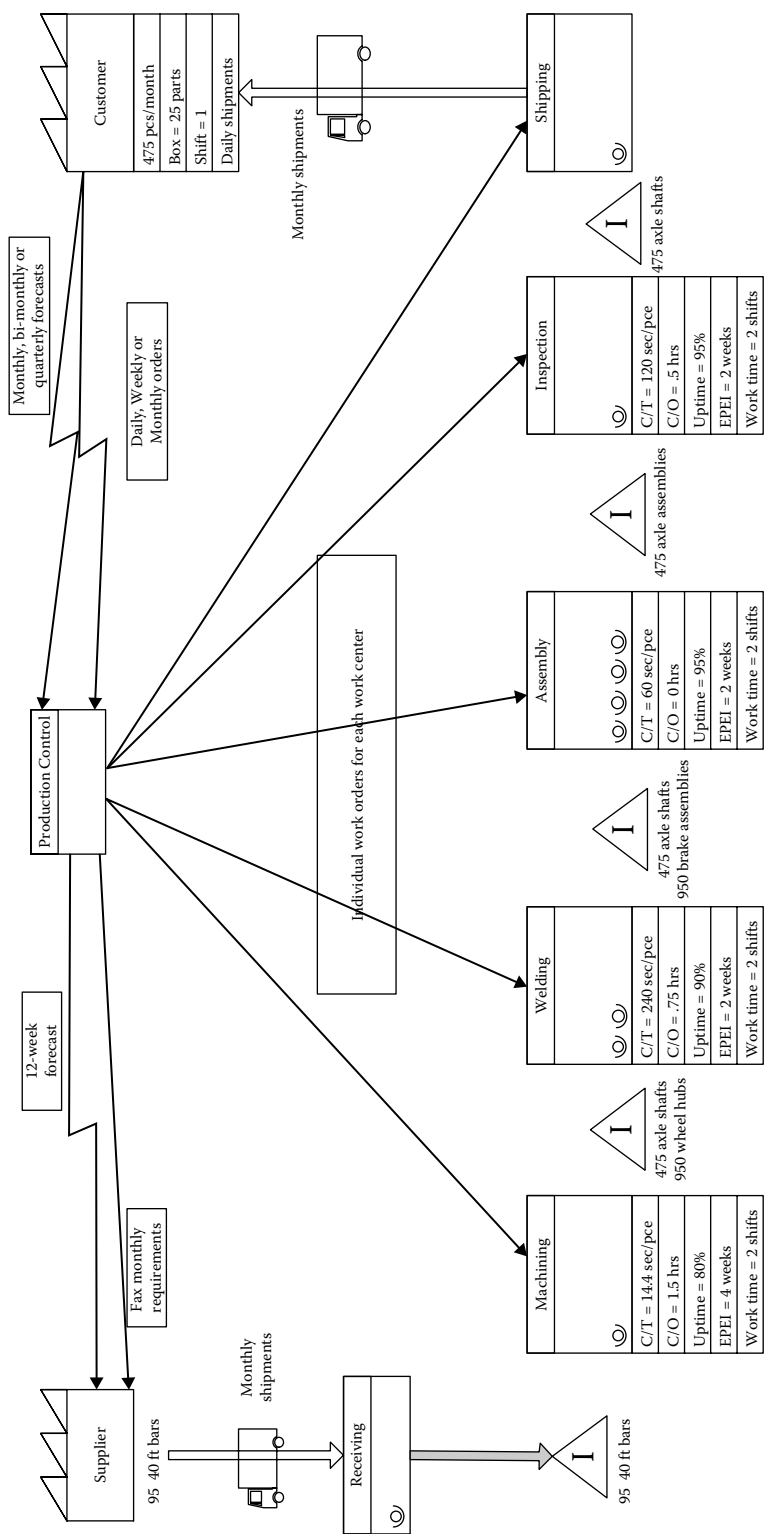 Supplier
95 40 ft bars
Monthly
shipments
Receiving
I
95 40 ft bars
12-week
forecast
Fax monthly
requirements
Production Control
Monthly, bi-monthly or
quarterly forecasts
Daily, Weekly or
Monthly orders
Customer
475 pcs/month
Box = 25 parts
Shift = 1
Daily shipments
Monthly shipments
Individual work orders for each work center
Machining
C/T = 14.4 sec/pce
C/O = 1.5 hrs
Uptime = 80%
EPEI = 4 weeks
Work time = 2 shifts
I
475 axle shafts
950 wheel hubs
Welding
C/T = 240 sec/pce
C/O = .75 hrs
Uptime = 90%
EPEI = 2 weeks
Work time = 2 shifts
I
475 axle shafts
950 brake assemblies
Assembly
C/T = 60 sec/pce
C/O = 0 hrs
Uptime = 95%
EPEI = 2 weeks
Work time = 2 shifts
I
475 axle assemblies
Inspection
C/T = 120 sec/pce
C/O = .5 hrs
Uptime = 95%
EPEI = 2 weeks
Work time = 2 shifts
I
475 axle shafts
Shipping